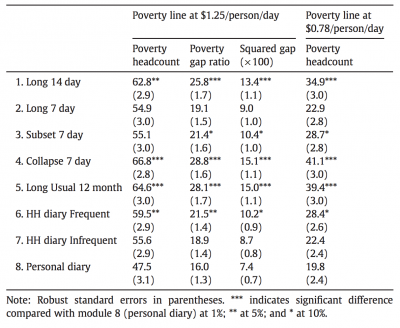 Poverty line at $1.25/person/day Poverty line at
$0.78/person/day
Poverty Poverty Squared gap Poverty
headcount gap ratio (×100) headcount
1. Long 14 day 62.8** 25.8*** 13.4*** 34.9***
(2.9) (1.7) (1.1) (3.0)
2. Long 7 day 54.9 19.1 9.0 22.9
(3.0) (1.5) (1.0) (2.8)
3. Subset 7 day 55.1 21.4* 10.4* 28.7*
(3.0) (1.6) (1.0) (2.8)
4. Collapse 7 day 66.8*** 28.8*** 15.1*** 41.1***
(2.8) (1.6) (1.1) (3.0)
5. Long Usual 12 month 64.6*** 28.1*** 15.0*** 39.4***
(3.0) (1.7) (1.1) (3.0)
6. HH diary Frequent 59.5** 21.5** 10.2* 28.4*
(2.9) (1.4) (0.9) (2.6)
7. HH diary Infrequent 55.6 18.9 8.7 22.4
(2.9) (1.4) (0.8) (2.4)
8. Personal diary 47.5 16.0 7.4 19.8
(3.1) (1.3) (0.7) (2.4)
Note: Robust standard errors in parentheses. *** indicates significant difference
compared with module 8 (personal diary) at 1%; ** at 5%; and * at 10%.